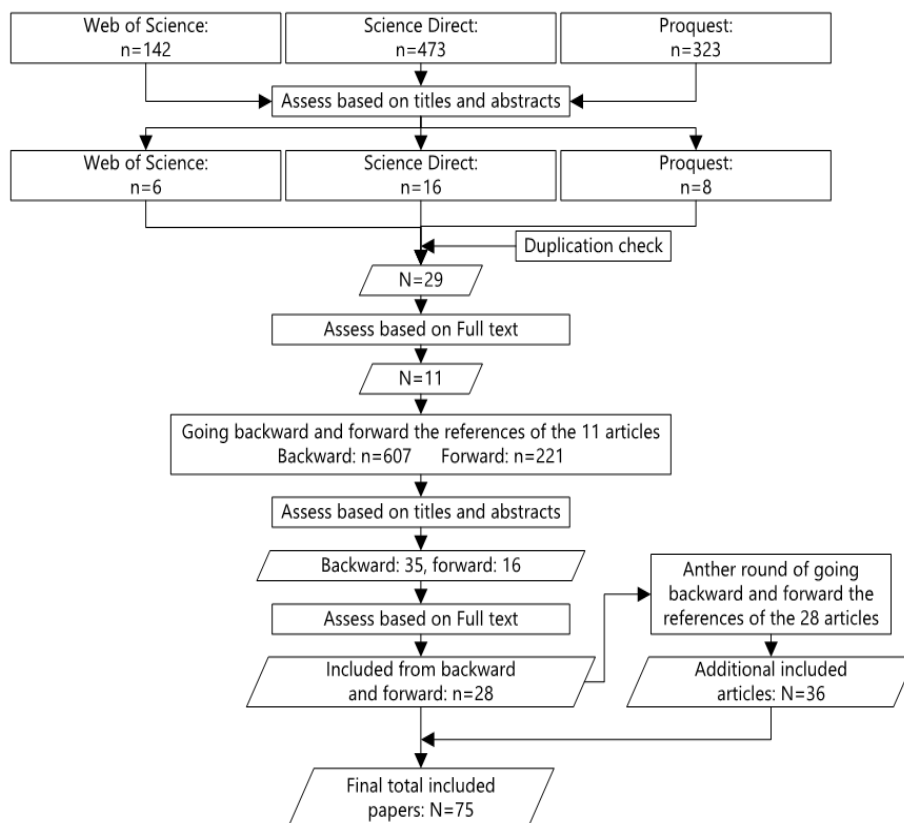 Web of Science:
n=142
Science Direct:
n=473
Proquest:
n=323
Assess based on titles and abstracts
Web of Science:
n=6
Science Direct:
n=16
Proquest:
n=8
Duplication check
N=29
Assess based on Full text
N=11
Going backward and forward the references of the 11 articles
Backward: n=607 Forward: n=221
Assess based on titles and abstracts
Backward: 35, forward: 16
Assess based on Full text
Included from backward
and forward: n=28
Anther round of going
backward and forward the
references of the 28 articles
Additional included
articles: N=36
Final total included
papers: N=75